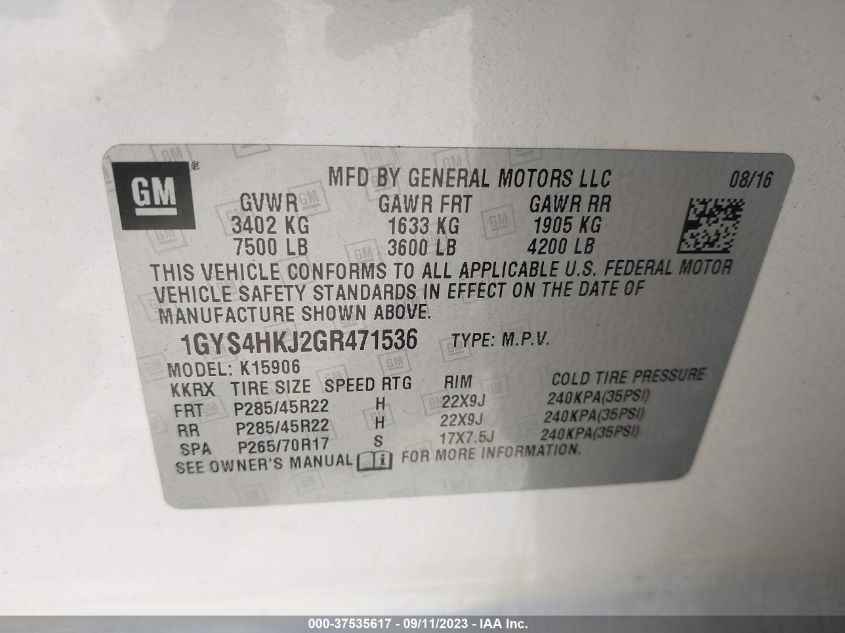 GM ®
MFD BY GENERAL MOTORS LLC 08/16
GVWR GAWR FRT GAWR RR
3402 KG 1633 KG 1905 KG
7500 LB 3600 LB 4200 LB
THIS VEHICLE CONFORMS TO ALL APPLICABLE U.S. FEDERAL MOTOR
VEHICLE SAFETY STANDARDS IN EFFECT ON THE DATE OF
MANUFACTURE SHOWN ABOVE.
1GYS4HKJ2GR471536 TYPE: M.P.V.
MODEL: K15906
KKRX TIRE SIZE SPEED RTG RIM COLD TIRE PRESSURE
FRT P285/45R22 H 22X9J 240KPA(35PSI)
RR P285/45R22 H 22X9J 240KPA(35PSI)
SPA P265/70R17 S 17X7.5J 240KPA(35PSI)
SEE OWNER'S MANUAL i FOR MORE INFORMATION.
000-37535617 - 09/11/2023 - IAA Inc.